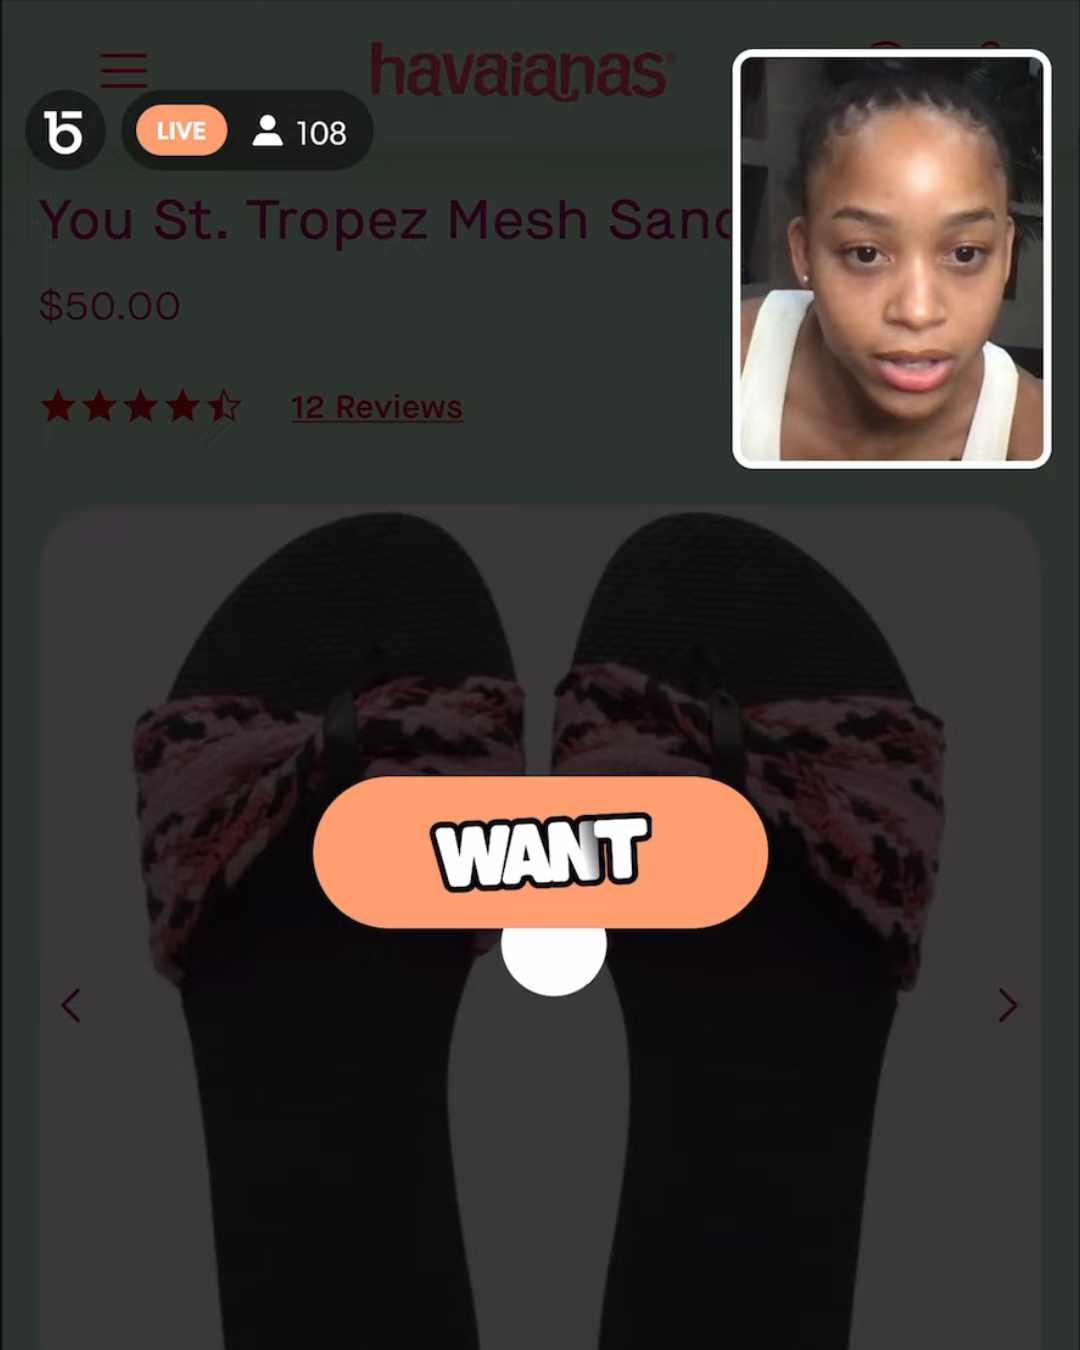 havaianas®
LIVE
108
You St. Tropez Mesh Sand
$50.00
12 Reviews
WANT